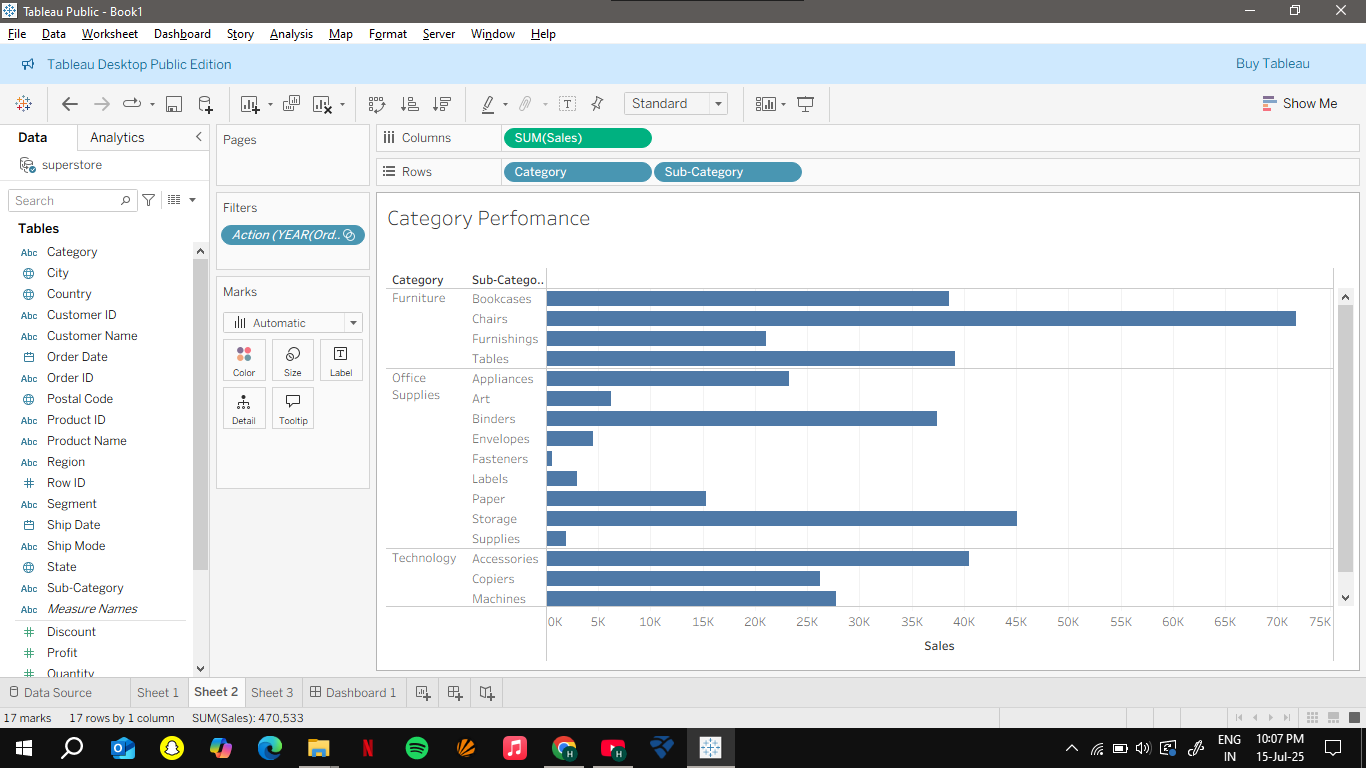 Tableau Public - Book1
File Data Worksheet Dashboard Story Analysis Map Format Server Window Help
Tableau Desktop Public Edition Buy Tableau
Standard Show Me
Data Analytics
superstore
Search
Tables
Abc Category
City
Country
Abc Customer ID
Abc Customer Name
Order Date
Abc Order ID
Postal Code
Abc Product ID
Abc Product Name
Abc Region
# Row ID
Abc Segment
Ship Date
Abc Ship Mode
State
Abc Sub-Category
Abc Measure Names
# Discount
# Profit
# Quantity
Pages
Filters
Action (YEAR(Ord..
Marks
Automatic
Color Size Label
Detail Tooltip
Columns SUM(Sales)
Rows Category Sub-Category
Category Perfomance
Category Sub-Catego..
Furniture Bookcases
Chairs
Furnishings
Tables
Office Supplies Appliances
Art
Binders
Envelopes
Fasteners
Labels
Paper
Storage
Supplies
Technology Accessories
Copiers
Machines
0K 5K 10K 15K 20K 25K 30K 35K 40K 45K 50K 55K 60K 65K 70K 75K
Sales
Data Source Sheet 1 Sheet 2 Sheet 3 Dashboard 1
17 marks 17 rows by 1 column SUM(Sales): 470,533
ENG 10:07 PM
IN 15-Jul-25